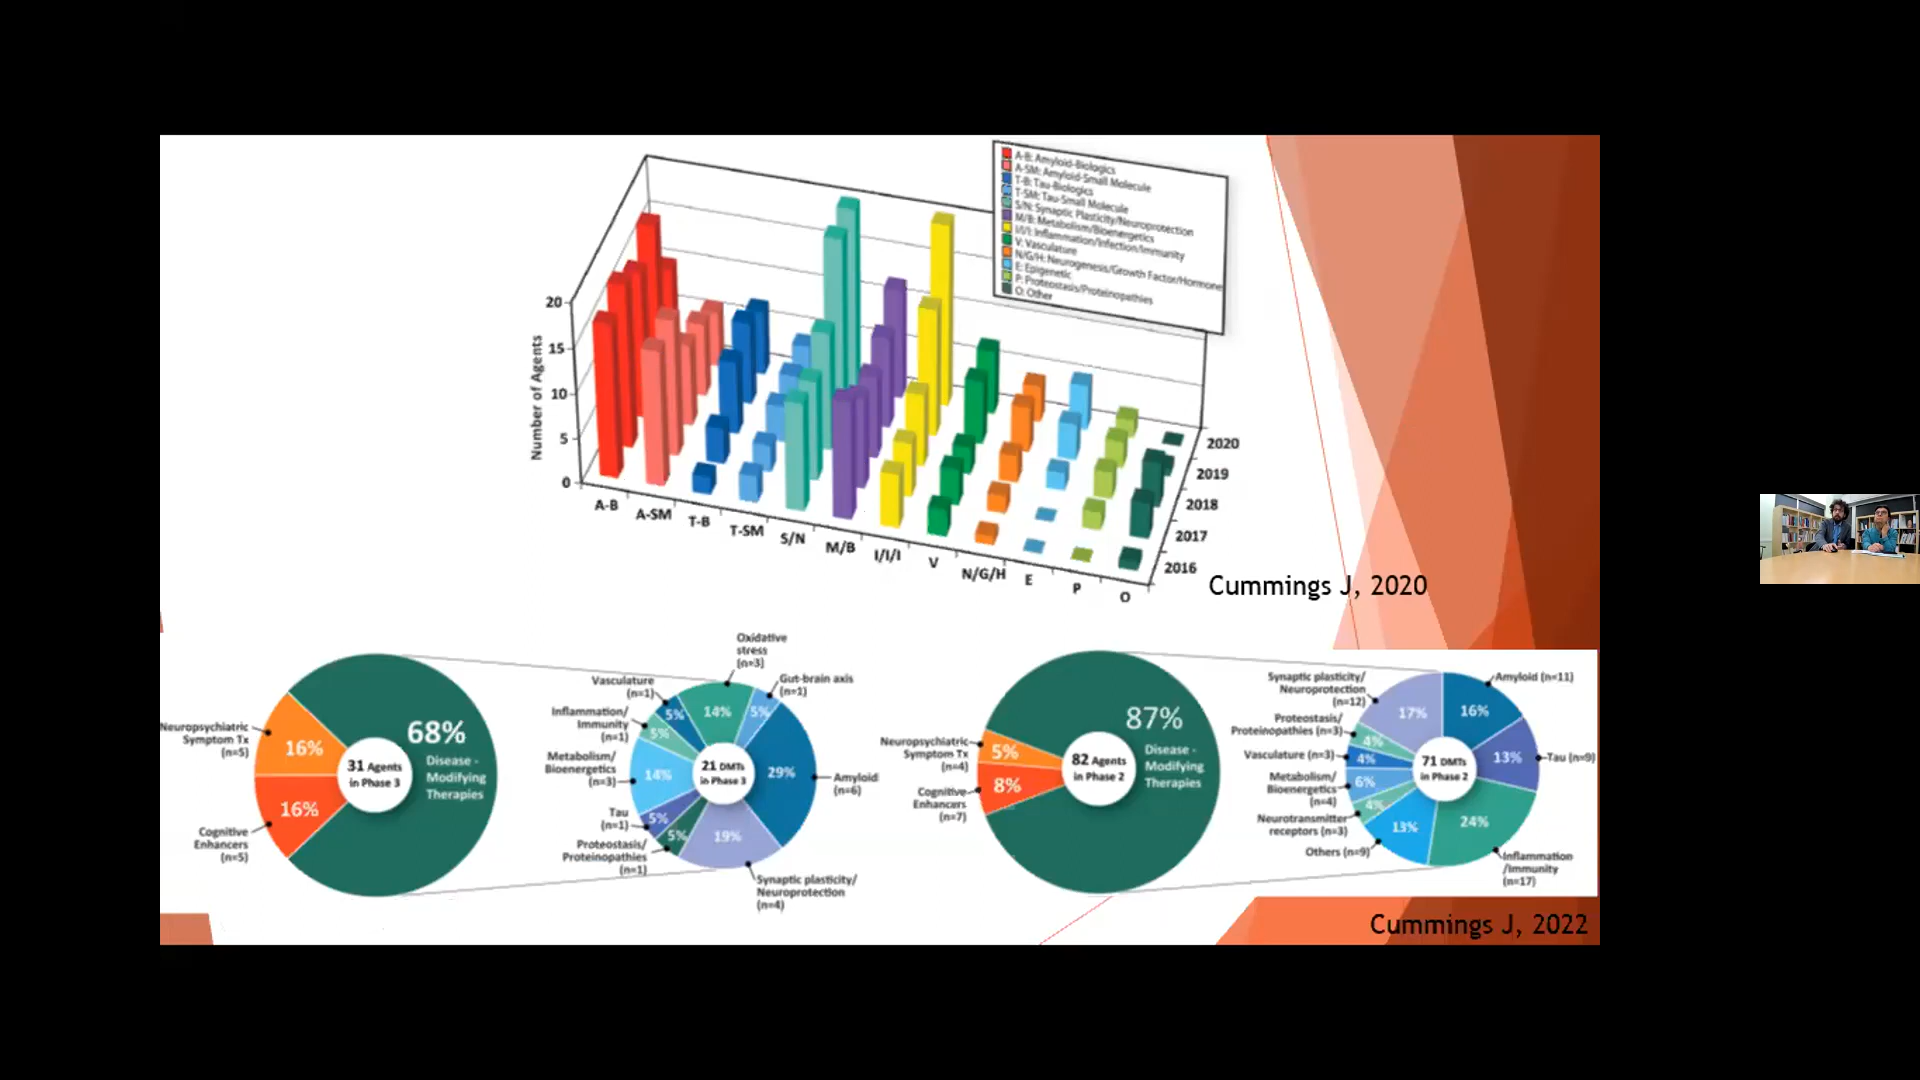 A-B: Amyloid-Biologics
A-SM: Amyloid-Small Molecule
T-B: Tau-Biologics
T-SM: Tau-Small Molecule
S/N: Synaptic Plasticity/Neuroprotection
M/B: Metabolism/Bioenergetics
I/I/I: Inflammation/Infection/Immunity
V: Vasculature
N/G/H: Neurogenesis/Growth Factor/Hormone
E: Epigenetic
P: Proteostasis/Proteinopathies
O: Other
Number of Agents
20
15
10
5
0
A-B
A-SM
T-B
T-SM
S/N
M/B
I/I/I
V
N/G/H
E
P
O
2020
2019
2018
2017
2016
Cummings J, 2020
Neuropsychiatric
Symptom Tx
(n=5)
16%
16%
Cognitive
Enhancers
(n=5)
31 Agents
in Phase 3
68%
Disease -
Modifying
Therapies
Oxidative
stress
(n=3)
14%
Gut-brain axis
(n=1)
5%
Vasculature
(n=1)
5%
Inflammation/
Immunity
(n=1)
5%
Metabolism/
Bioenergetics
(n=3)
14%
Tau
(n=1)
5%
Proteostasis/
Proteinopathies
(n=1)
5%
21 DMTs
in Phase 3
29%
Amyloid
(n=6)
19%
Synaptic plasticity/
Neuroprotection
(n=4)
Neuropsychiatric
Symptom Tx
(n=4)
5%
8%
Cognitive
Enhancers
(n=7)
82 Agents
in Phase 2
87%
Disease -
Modifying
Therapies
Synaptic plasticity/
Neuroprotection
(n=12)
17%
Proteostasis/
Proteinopathies (n=3)
4%
Vasculature (n=3)
4%
Metabolism/
Bioenergetics
(n=4)
6%
Neurotransmitter
receptors (n=3)
4%
Others (n=9)
13%
71 DMTs
in Phase 2
Amyloid (n=11)
16%
Tau (n=9)
13%
24%
Inflammation
/Immunity
(n=17)
Cummings J, 2022